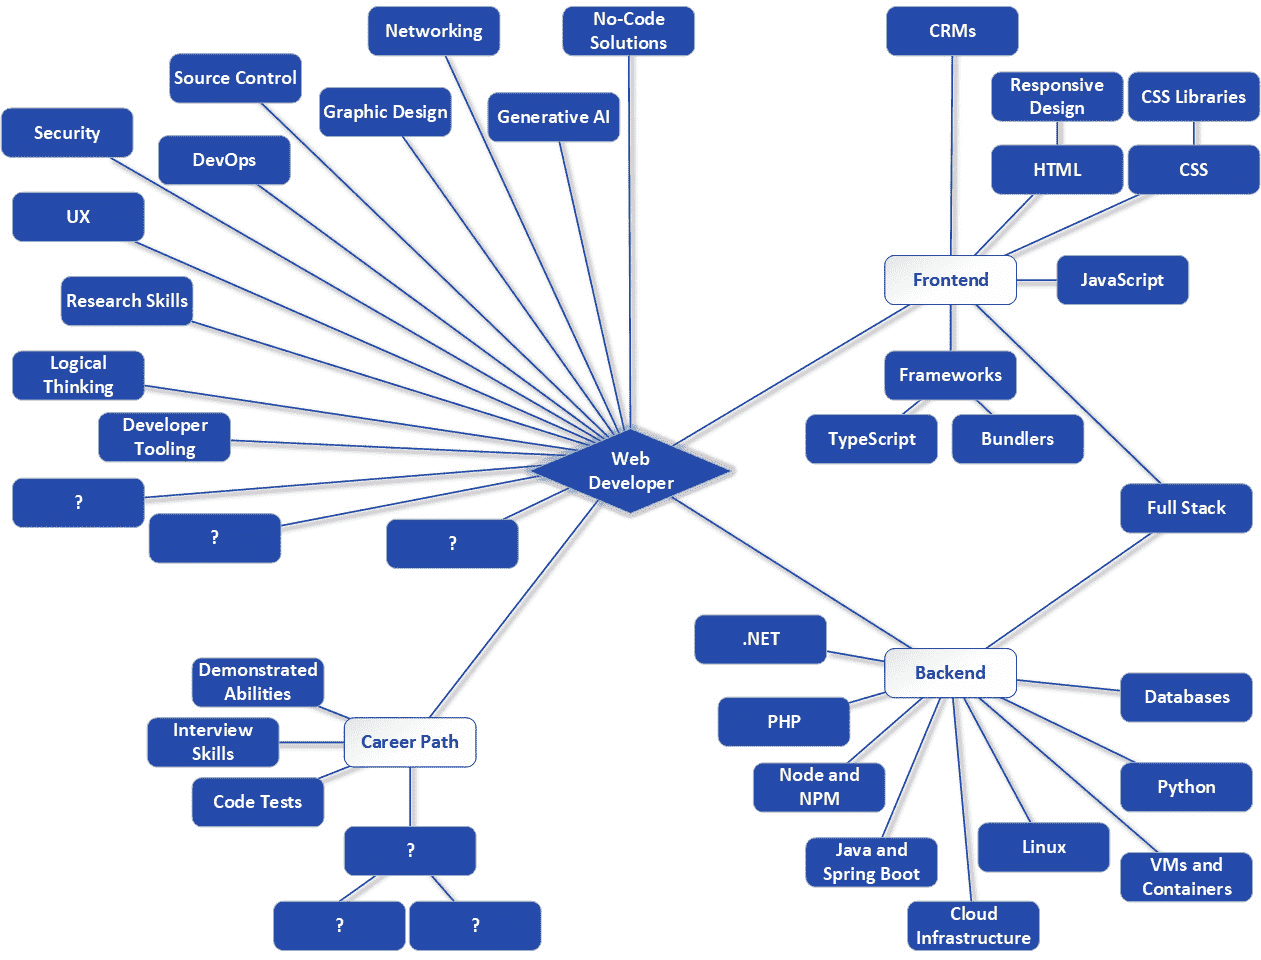 Networking
No-Code
Solutions
CRMs
Source Control
Graphic Design
Generative AI
Responsive
Design
CSS Libraries
Security
DevOps
HTML
CSS
UX
Research Skills
Frontend
JavaScript
Logical
Thinking
Frameworks
Developer
Tooling
TypeScript
Bundlers
Web
Developer
?
?
?
Full Stack
.NET
Backend
Demonstrated
Abilities
Databases
PHP
Interview
Skills
Career Path
Node and
NPM
Python
Code Tests
?
Java and
Spring Boot
Linux
VMs and
Containers
?
?
Cloud
Infrastructure